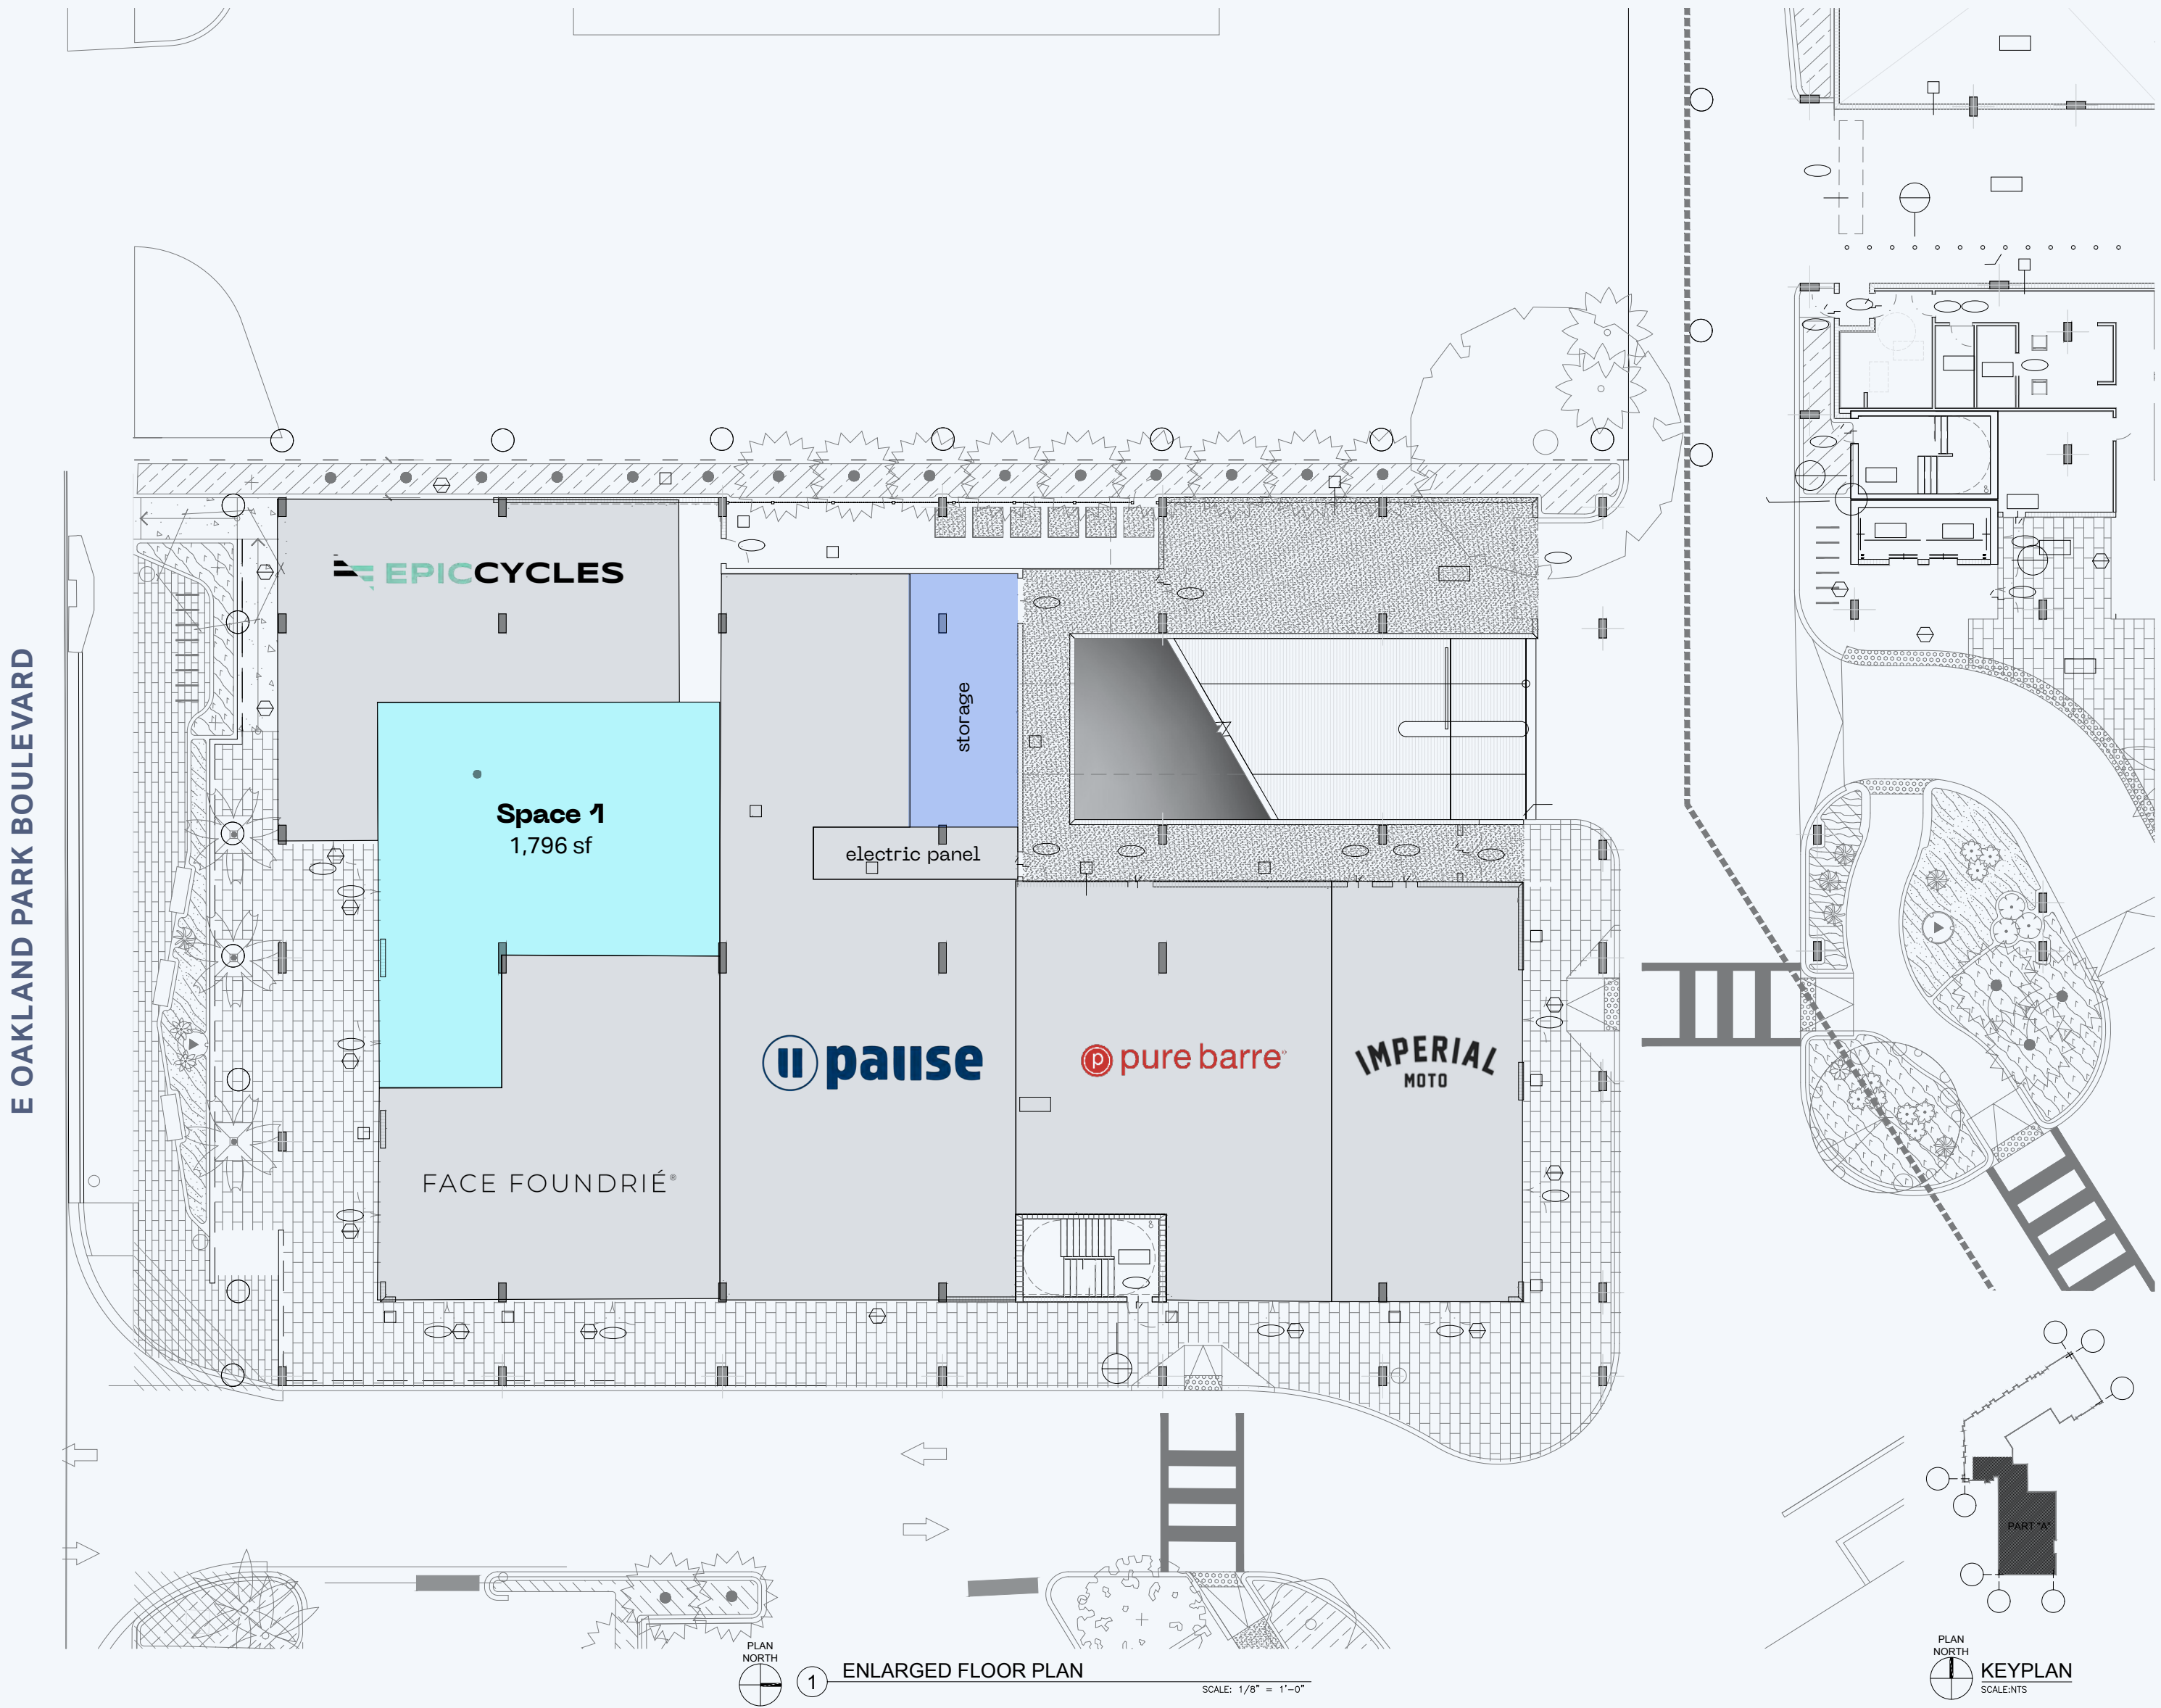 E OAKLAND PARK BOULEVARD
EPICCYCLES
storage
Space 1
1,796 sf
electric panel
pause
p pure barre®
IMPERIAL
MOTO
FACE FOUNDRIÉ®
PART "A"
PLAN
NORTH
1
ENLARGED FLOOR PLAN
SCALE: 1/8" = 1'-0"
PLAN
NORTH
KEYPLAN
SCALE:NTS